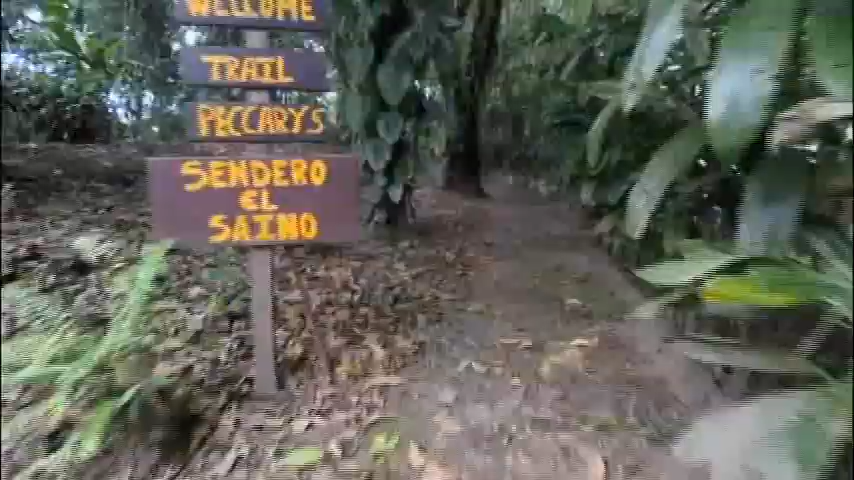 WELCOME
TRAIL
PECCARY'S
SENDERO
EL
SAINO